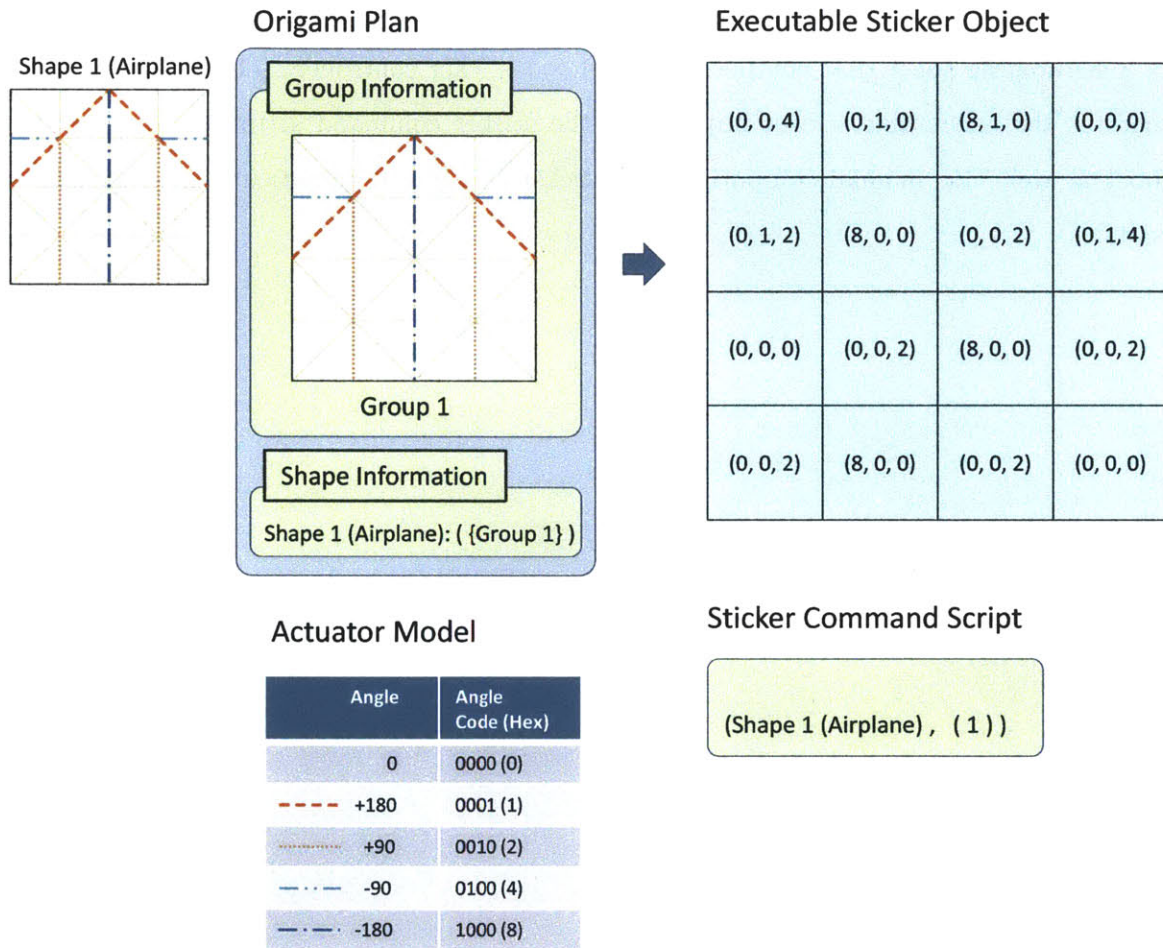 Origami Plan
Executable Sticker Object
Shape 1 (Airplane)
Group Information
Group 1
Shape Information
Shape 1 (Airplane): ( {Group 1} )
(0, 0, 4) (0, 1, 0) (8, 1, 0) (0, 0, 0)
(0, 1, 2) (8, 0, 0) (0, 0, 2) (0, 1, 4)
(0, 0, 0) (0, 0, 2) (8, 0, 0) (0, 0, 2)
(0, 0, 2) (8, 0, 0) (0, 0, 2) (0, 0, 0)
Actuator Model
Angle Angle
Code (Hex)
0 0000 (0)
+180 0001 (1)
+90 0010 (2)
-90 0100 (4)
-180 1000 (8)
Sticker Command Script
(Shape 1 (Airplane) , ( 1 ) )